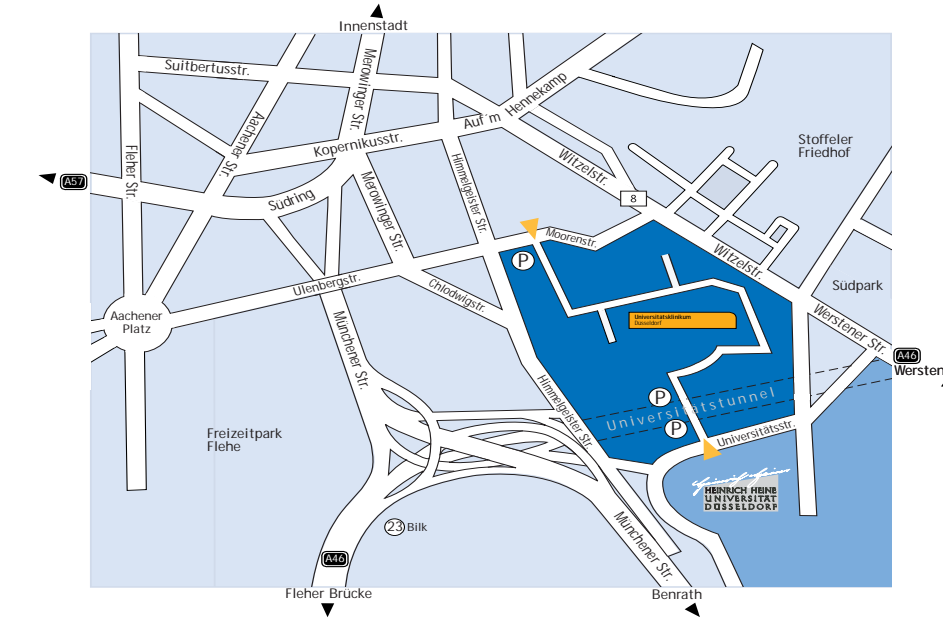 Innenstadt
Suitbertusstr.
Merowinger Str.
Auf'm Hennekamp
Aachener Str.
Kopernikusstr.
Stoffeler
Friedhof
Fleher Str.
Himmelgeister Str.
Witzelstr.
A57
Südring
Merowinger Str.
8
Moorenstr.
P
Witzelstr.
Ulenbergstr.
Chlodwigstr.
Südpark
Aachener
Platz
Münchener Str.
Universitätsklinikum
Düsseldorf
Werstener Str.
A46
Wersten
Himmelgeister Str.
P
Universitätstunnel
P
Universitätsstr.
Freizeitpark
Flehe
HEINRICH HEINE
UNIVERSITÄT
DÜSSELDORF
23 Bilk
Münchener Str.
A46
Fleher Brücke
Benrath